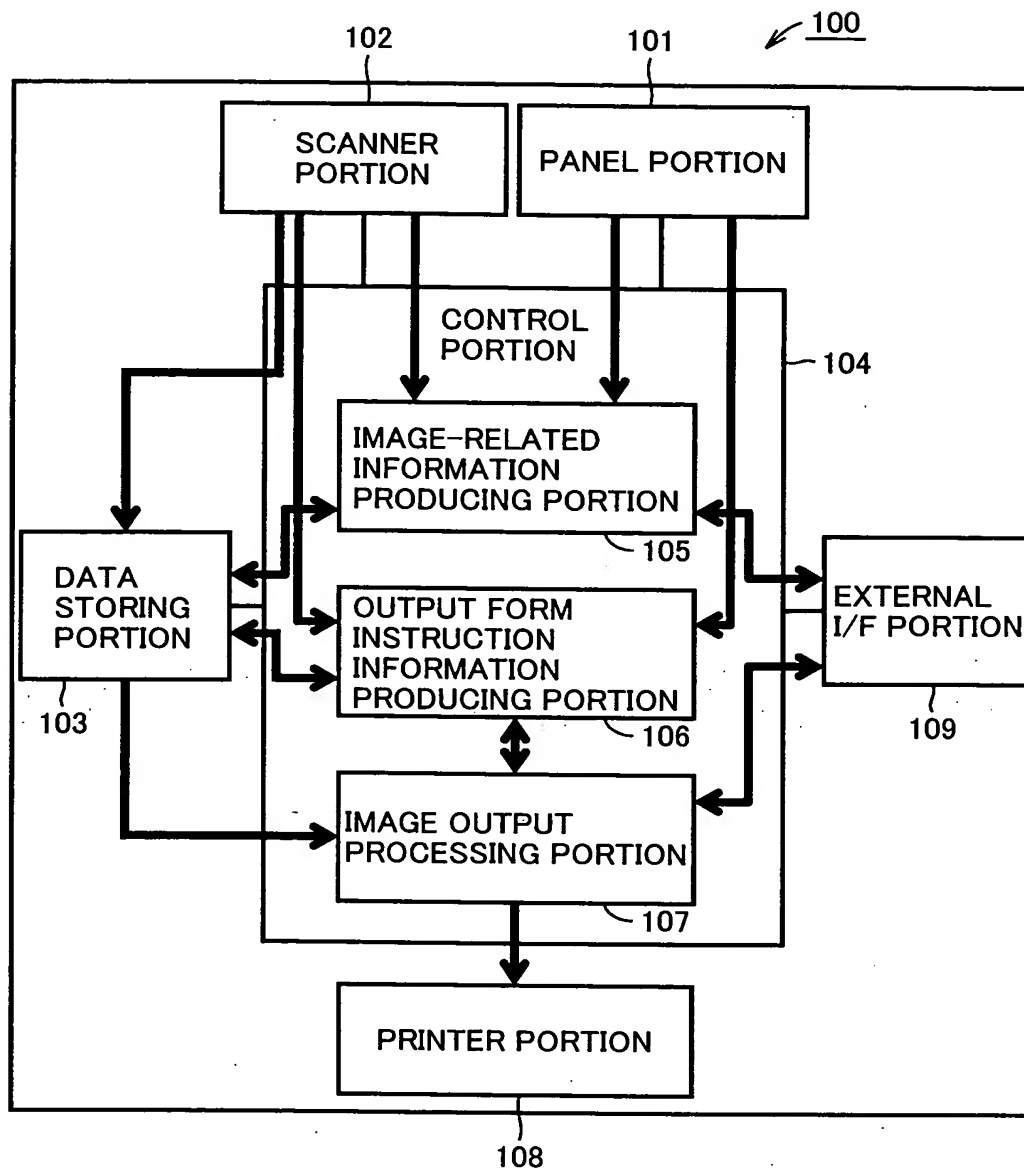 100
102
101
SCANNER
PORTION
PANEL PORTION
CONTROL
PORTION
104
IMAGE-RELATED
INFORMATION
PRODUCING PORTION
105
DATA
STORING
PORTION
103
OUTPUT FORM
INSTRUCTION
INFORMATION
PRODUCING PORTION
106
EXTERNAL
I/F PORTION
109
IMAGE OUTPUT
PROCESSING PORTION
107
PRINTER PORTION
108